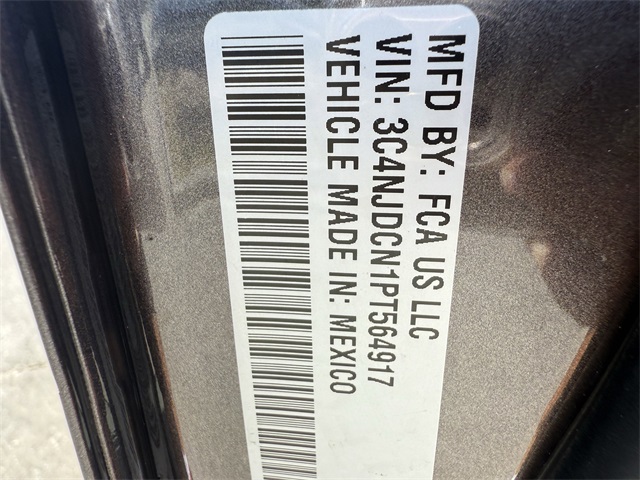 MFD BY: FCA US LLC
VIN: 3C4NJDCN1PT564917
VEHICLE MADE IN: MEXICO